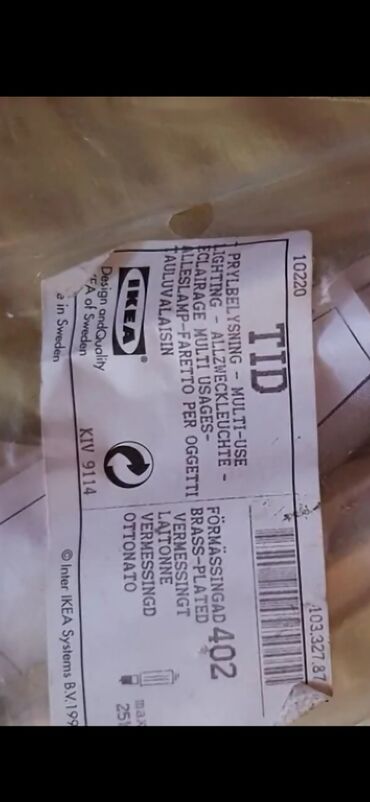 10220
TID
PRYLBELYSNING - MULTI-USE
LIGHTING - ALLZWECKLEUCHTE -
ECLAIRAGE MULTI USAGES-
ALLESLAMP-FARETTO PER OGGETTI
TAULUVALAISIN
IKEA®
Design and Quality
of Sweden
in Sweden
KIV 9114
103.327.87
402
FÖRMÄSSINGAD
BRASS-PLATED
VERMESSINGT
LAITONNE
VERMESSINGD
OTTONATO
max
© Inter IKEA Systems B.V.